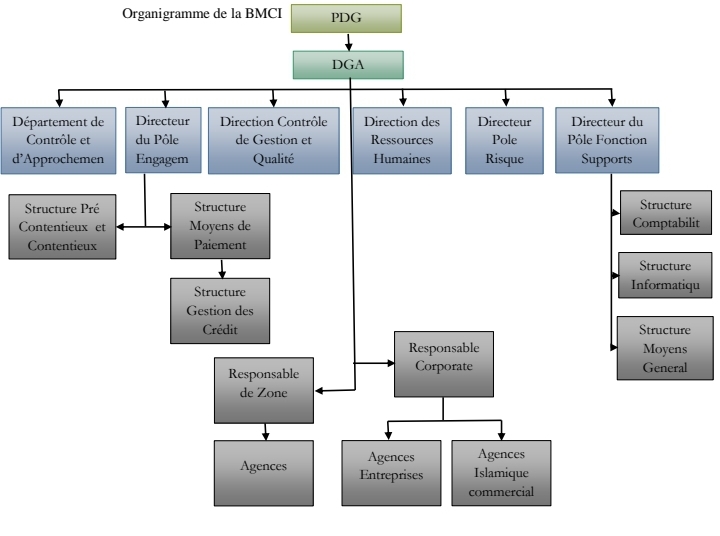 Organigramme de la BMCI
PDG
DGA
Département de
Contrôle et
d'Approchemen
Directeur
du Pôle
Engagem
Direction Contrôle
de Gestion et
Qualité
Direction des
Ressources
Humaines
Directeur
Pole
Risque
Directeur du
Pôle Fonction
Supports
Structure Pré
Contentieux et
Contentieux
Structure
Moyens de
Paiement
Structure
Comptabilit
Structure
Informatiqu
Structure
Gestion des
Crédit
Structure
Moyens
General
Responsable
Corporate
Responsable
de Zone
Agences
Agences
Entreprises
Agences
Islamique
commercial